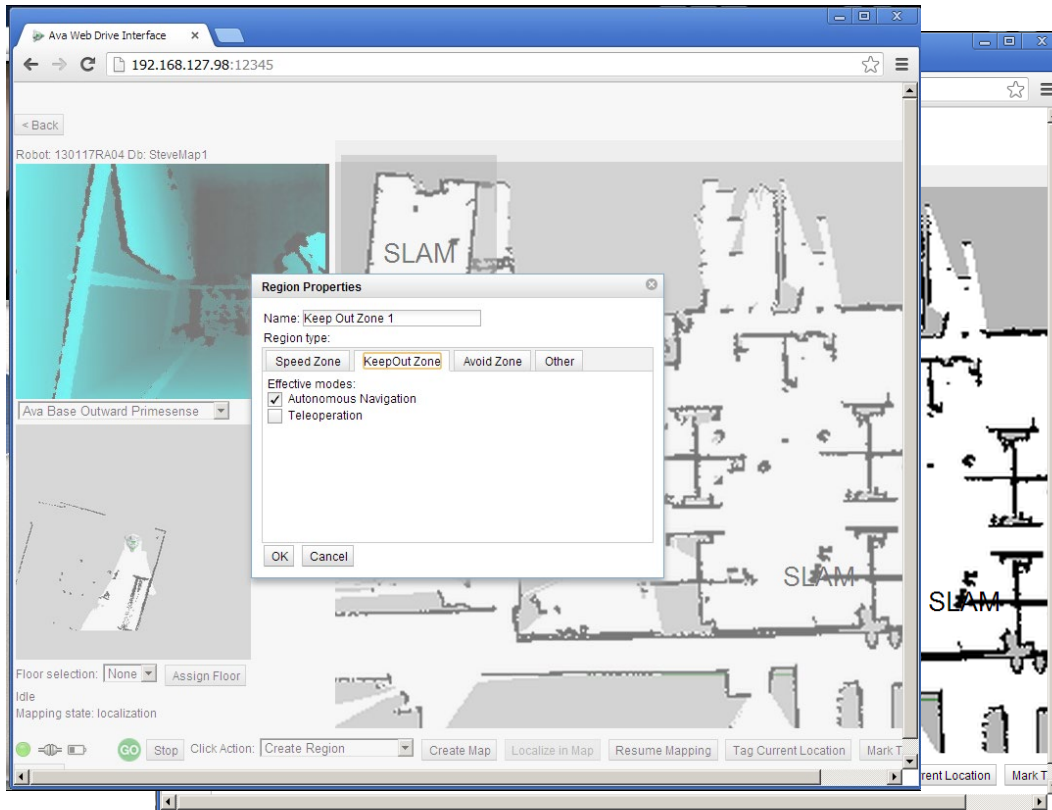 Ava Web Drive Interface
192.168.127.98:12345
< Back
Robot: 130117RA04 Db: SteveMap1
SLAM
Region Properties
Name: Keep Out Zone 1
Region type:
Speed Zone KeepOut Zone Avoid Zone Other
Effective modes:
Autonomous Navigation
Teleoperation
OK Cancel
Ava Base Outward Primesense
SLAM
SLAM
Floor selection: None Assign Floor
Idle
Mapping state: localization
GO Stop Click Action: Create Region Create Map Localize in Map Resume Mapping Tag Current Location Mark T
rent Location Mark T